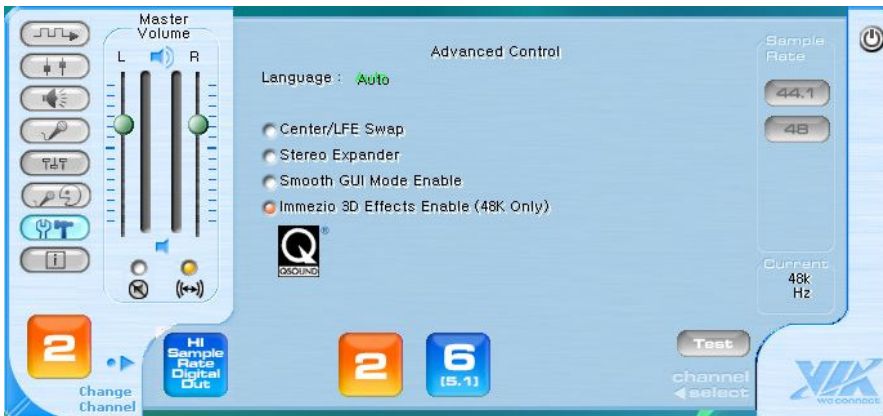 Master
Volume
L
R
Advanced Control
Language : Auto
Center/LFE Swap
Stereo Expander
Smooth GUI Mode Enable
Immezio 3D Effects Enable (48K Only)
Q
®
QSOUND
Sample
Rate
44.1
48
Current
48k
Hz
2
Change
Channel
HI
Sample
Rate
Digital
Out
2
6
(5.1)
Test
channel
select
VIA
we connect